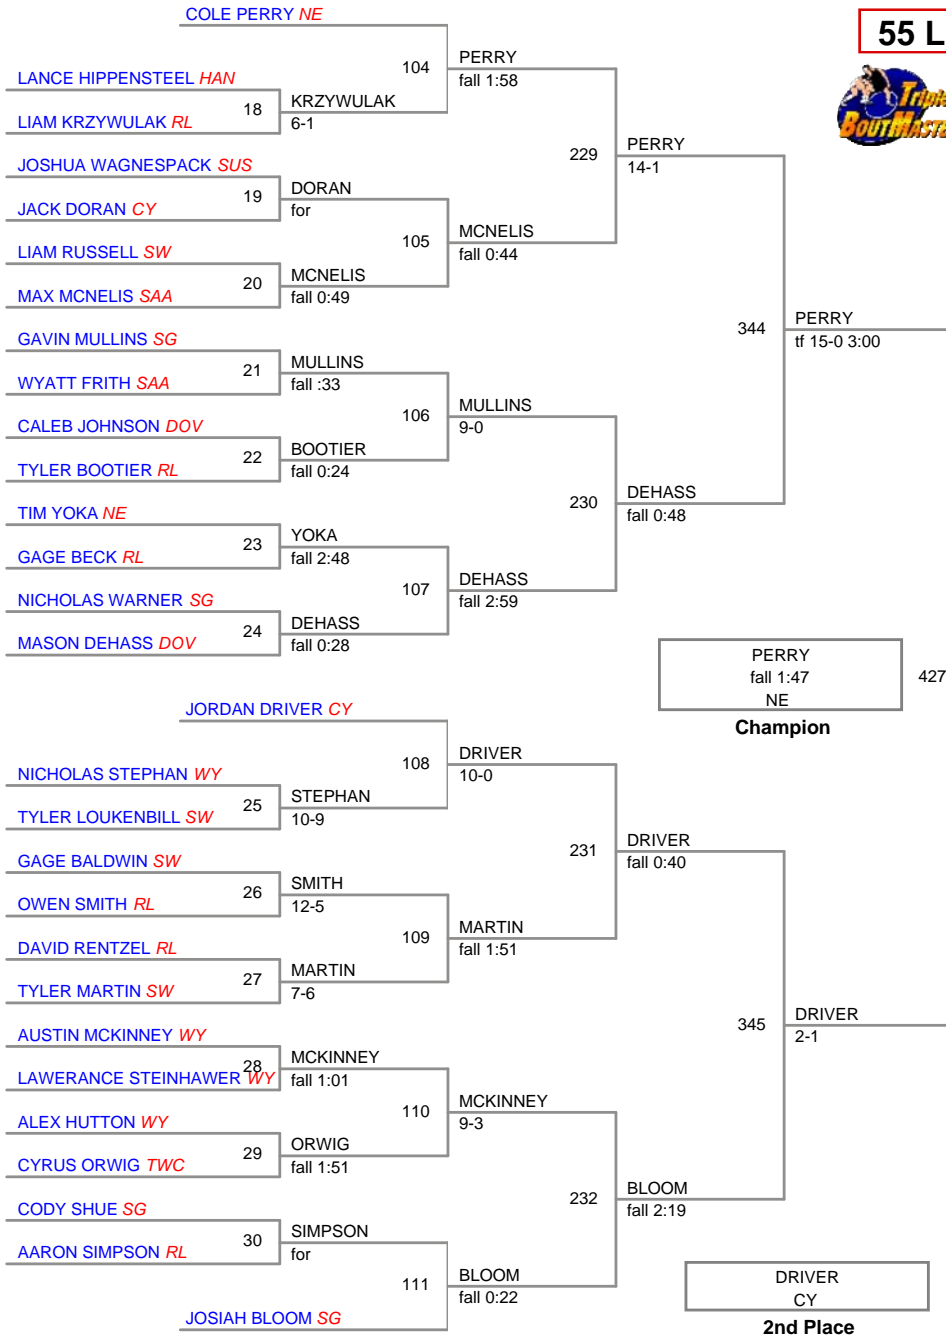 COLE PERRY NE
55 L
104
PERRY
fall 1:58
LANCE HIPPENSTEEL HAN
18
KRZYWULAK
6-1
LIAM KRZYWULAK RL
229
PERRY
14-1
JOSHUA WAGNESPACK SUS
19
DORAN
for
JACK DORAN CY
105
MCNELIS
fall 0:44
LIAM RUSSELL SW
20
MCNELIS
fall 0:49
MAX MCNELIS SAA
344
PERRY
tf 15-0 3:00
GAVIN MULLINS SG
21
MULLINS
fall :33
WYATT FRITH SAA
106
MULLINS
9-0
CALEB JOHNSON DOV
22
BOOTIER
fall 0:24
TYLER BOOTIER RL
230
DEHASS
fall 0:48
TIM YOKA NE
23
YOKA
fall 2:48
GAGE BECK RL
107
DEHASS
fall 2:59
NICHOLAS WARNER SG
24
DEHASS
fall 0:28
MASON DEHASS DOV
PERRY
fall 1:47
NE
427
Champion
JORDAN DRIVER CY
108
DRIVER
10-0
NICHOLAS STEPHAN WY
25
STEPHAN
10-9
TYLER LOUKENBILL SW
231
DRIVER
fall 0:40
GAGE BALDWIN SW
26
SMITH
12-5
OWEN SMITH RL
109
MARTIN
fall 1:51
DAVID RENTZEL RL
27
MARTIN
7-6
TYLER MARTIN SW
345
DRIVER
2-1
AUSTIN MCKINNEY WY
28
MCKINNEY
fall 1:01
LAWERANCE STEINHAWER WY
110
MCKINNEY
9-3
ALEX HUTTON WY
29
ORWIG
fall 1:51
CYRUS ORWIG TWC
232
BLOOM
fall 2:19
CODY SHUE SG
30
SIMPSON
for
AARON SIMPSON RL
111
BLOOM
fall 0:22
JOSIAH BLOOM SG
DRIVER
CY
2nd Place